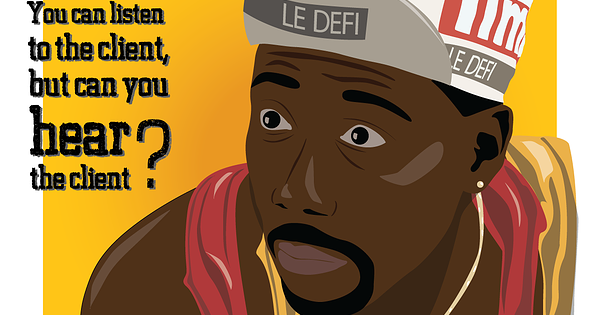 You can listen
to the client,
but can you
hear?
the client
LE DEFI
LE DEFI